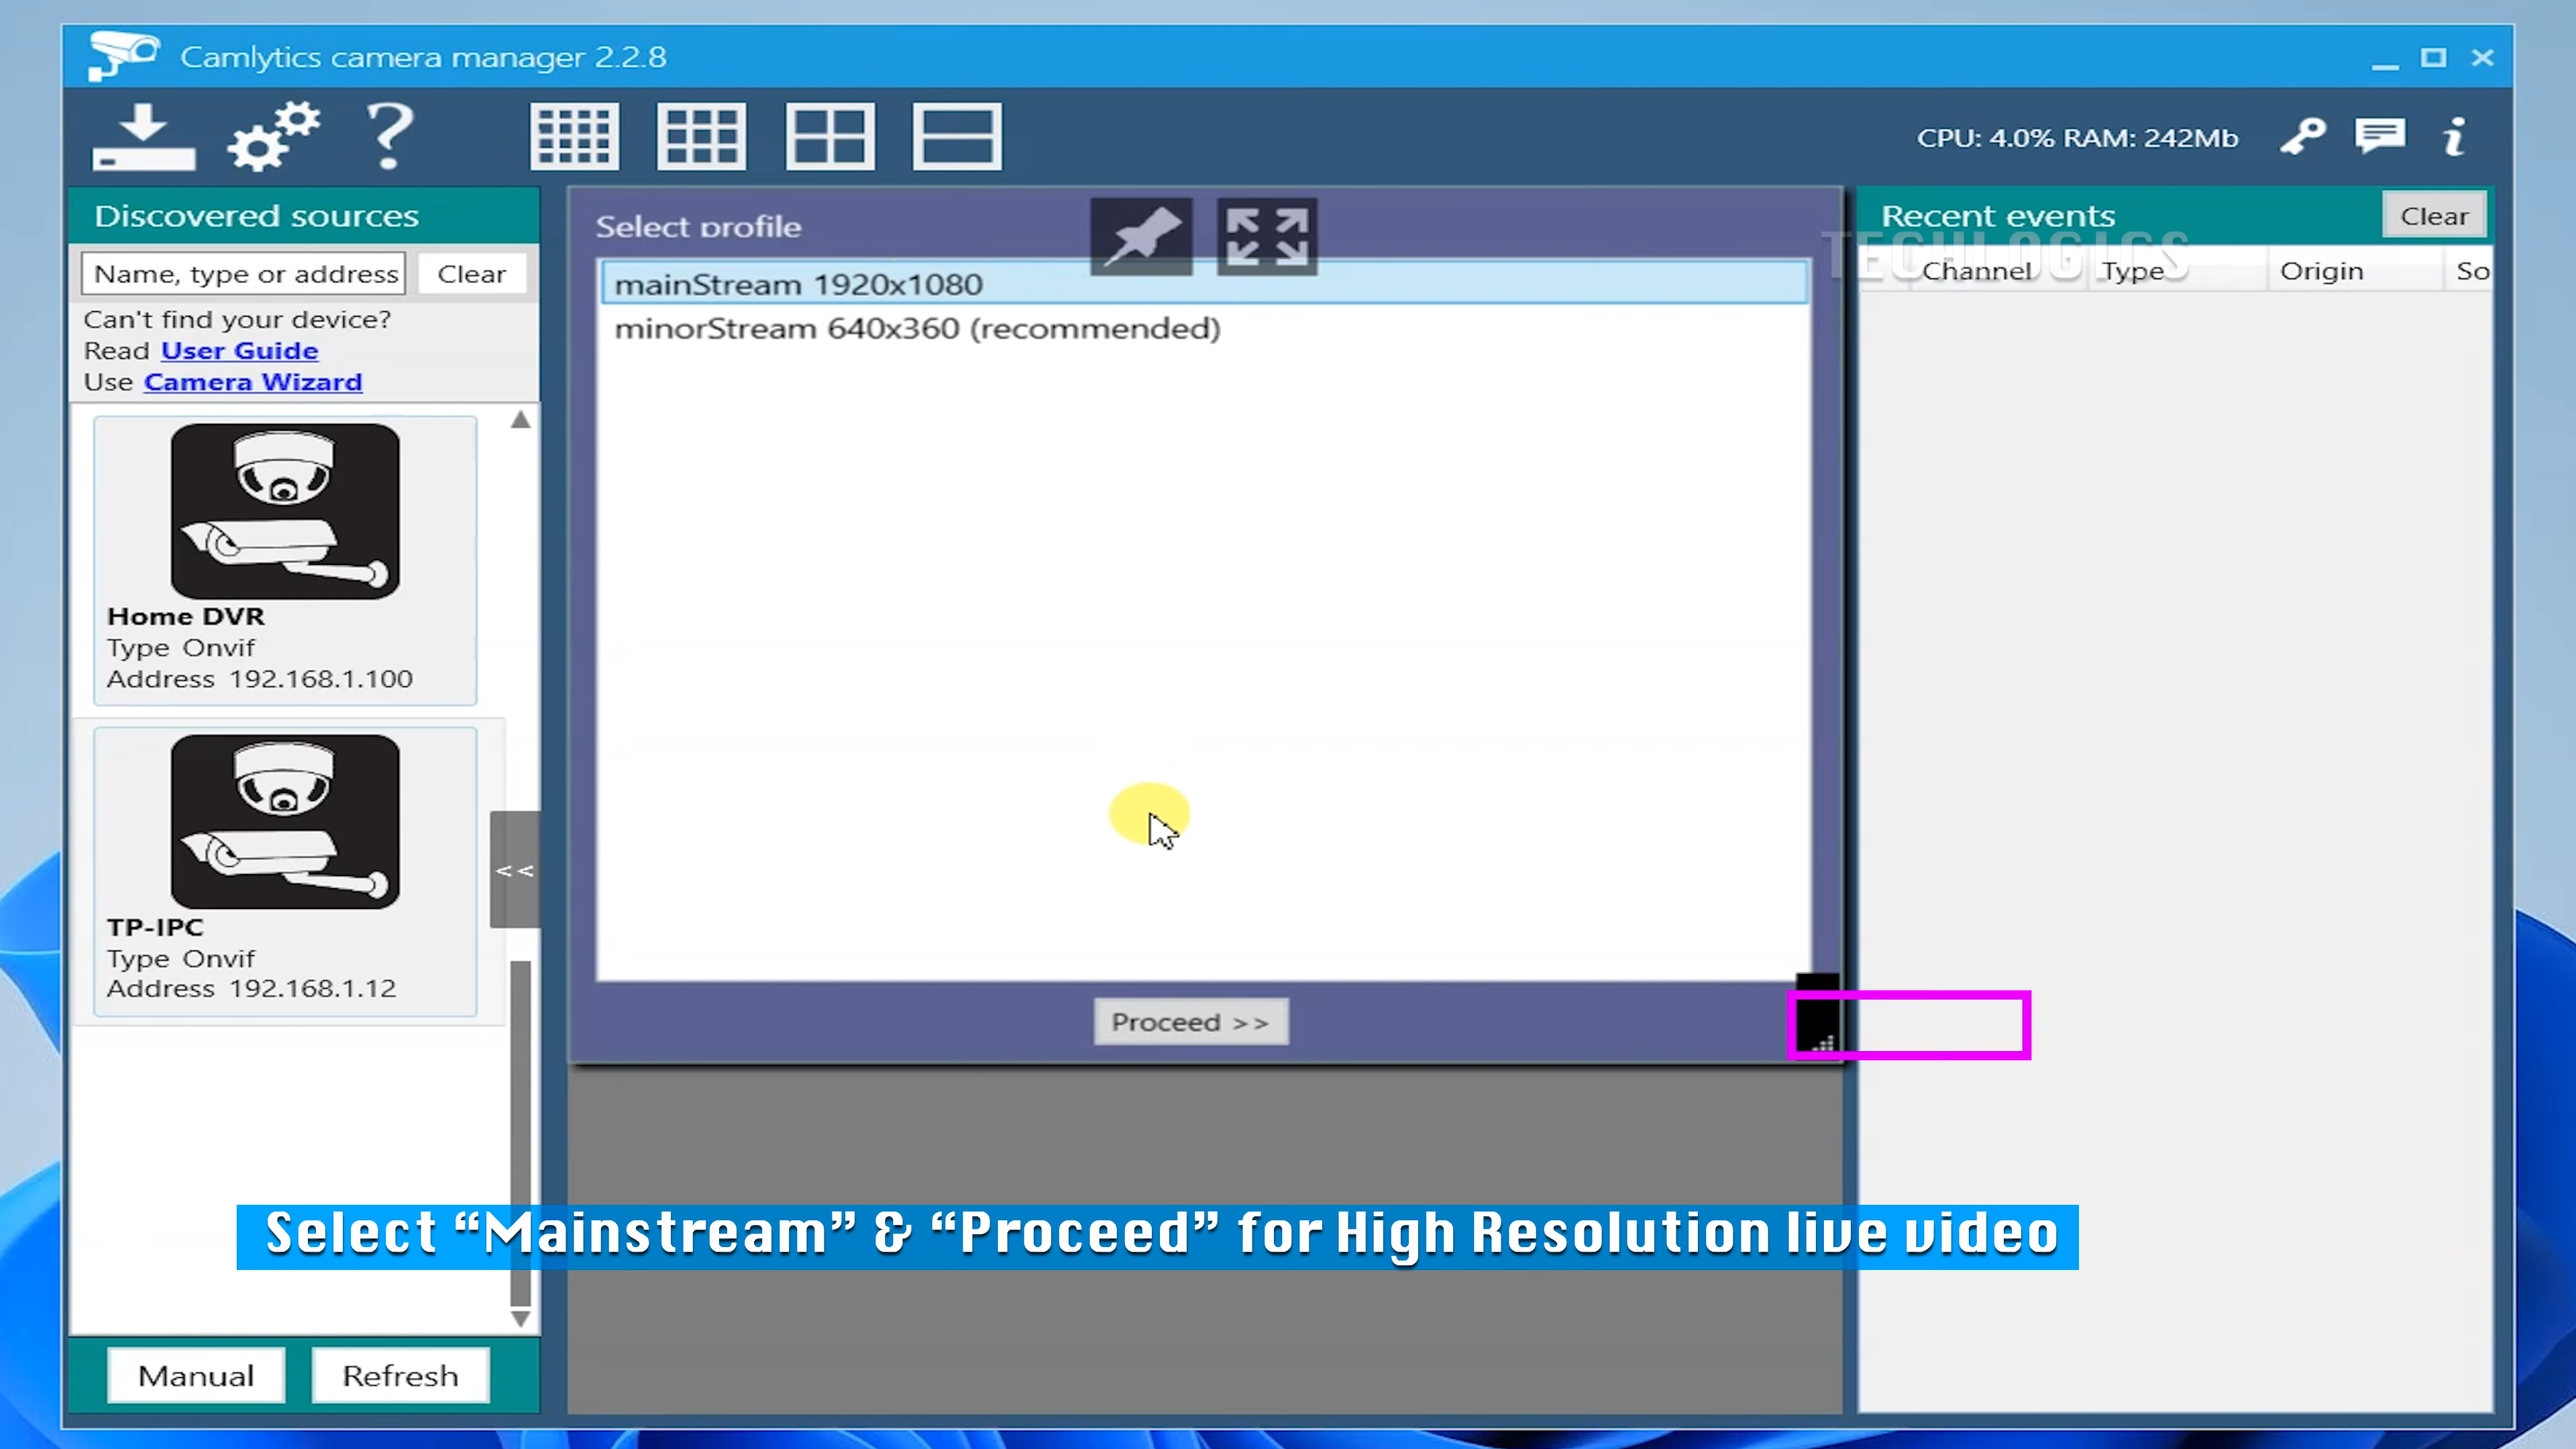 Camlytics camera manager 2.2.8
CPU: 4.0% RAM: 242Mb
Discovered sources
Name, type or address
Clear
Can't find your device?
Read User Guide
Use Camera Wizard
Home DVR
Type Onvif
Address 192.168.1.100
TP-IPC
Type Onvif
Address 192.168.1.12
<<
Manual
Refresh
Select profile
mainStream 1920x1080
minorStream 640x360 (recommended)
Proceed >>
Recent events
Clear
TECHLOGICS
Channel Type Origin So
Select “Mainstream” & “Proceed” for High Resolution live video